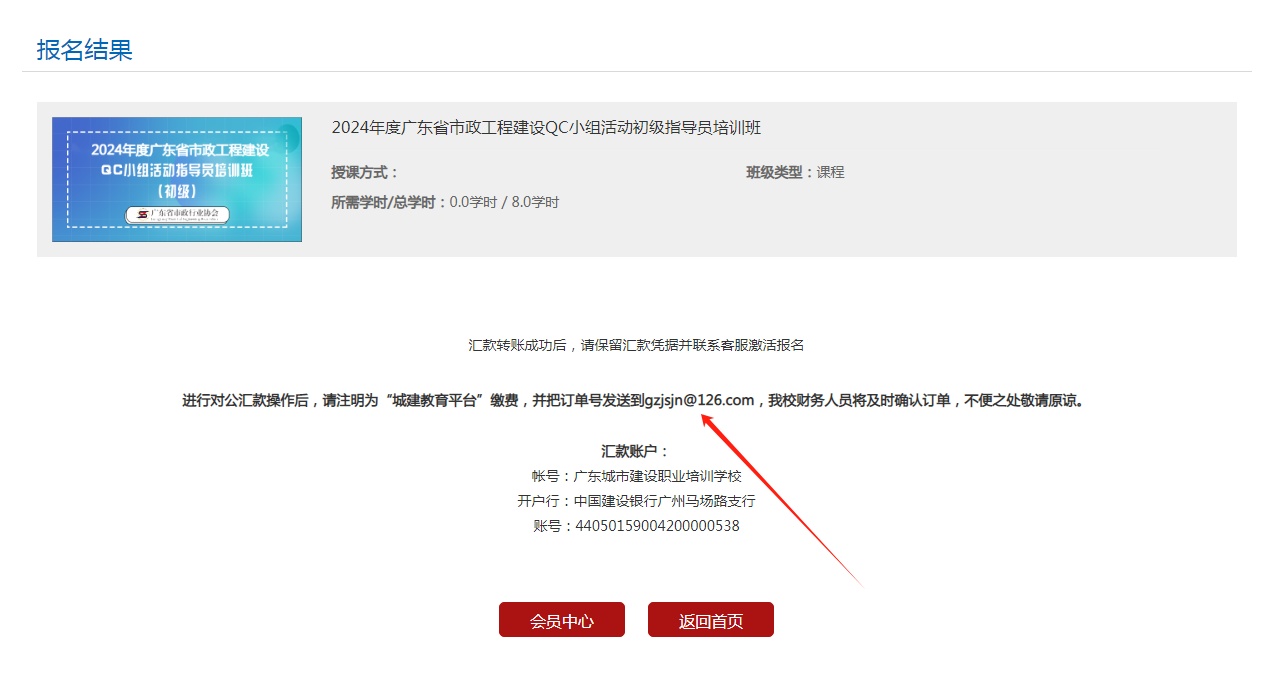 报名结果
2024年度广东省市政工程建设
QC小组活动指导员培训班
（初级）
广东省市政行业协会
2024年度广东省市政工程建设QC小组活动初级指导员培训班
授课方式：
班级类型：课程
所需学时/总学时：0.0学时 / 8.0学时
汇款转账成功后，请保留汇款凭据并联系客服激活报名
进行对公汇款操作后，请注明为“城建教育平台”缴费，并把订单号发送到gzjsjn@126.com，我校财务人员将及时确认订单，不便之处敬请原谅。
汇款账户：
帐号：广东城市建设职业培训学校
开户行：中国建设银行广州马场路支行
账号：44050159004200000538
会员中心
返回首页